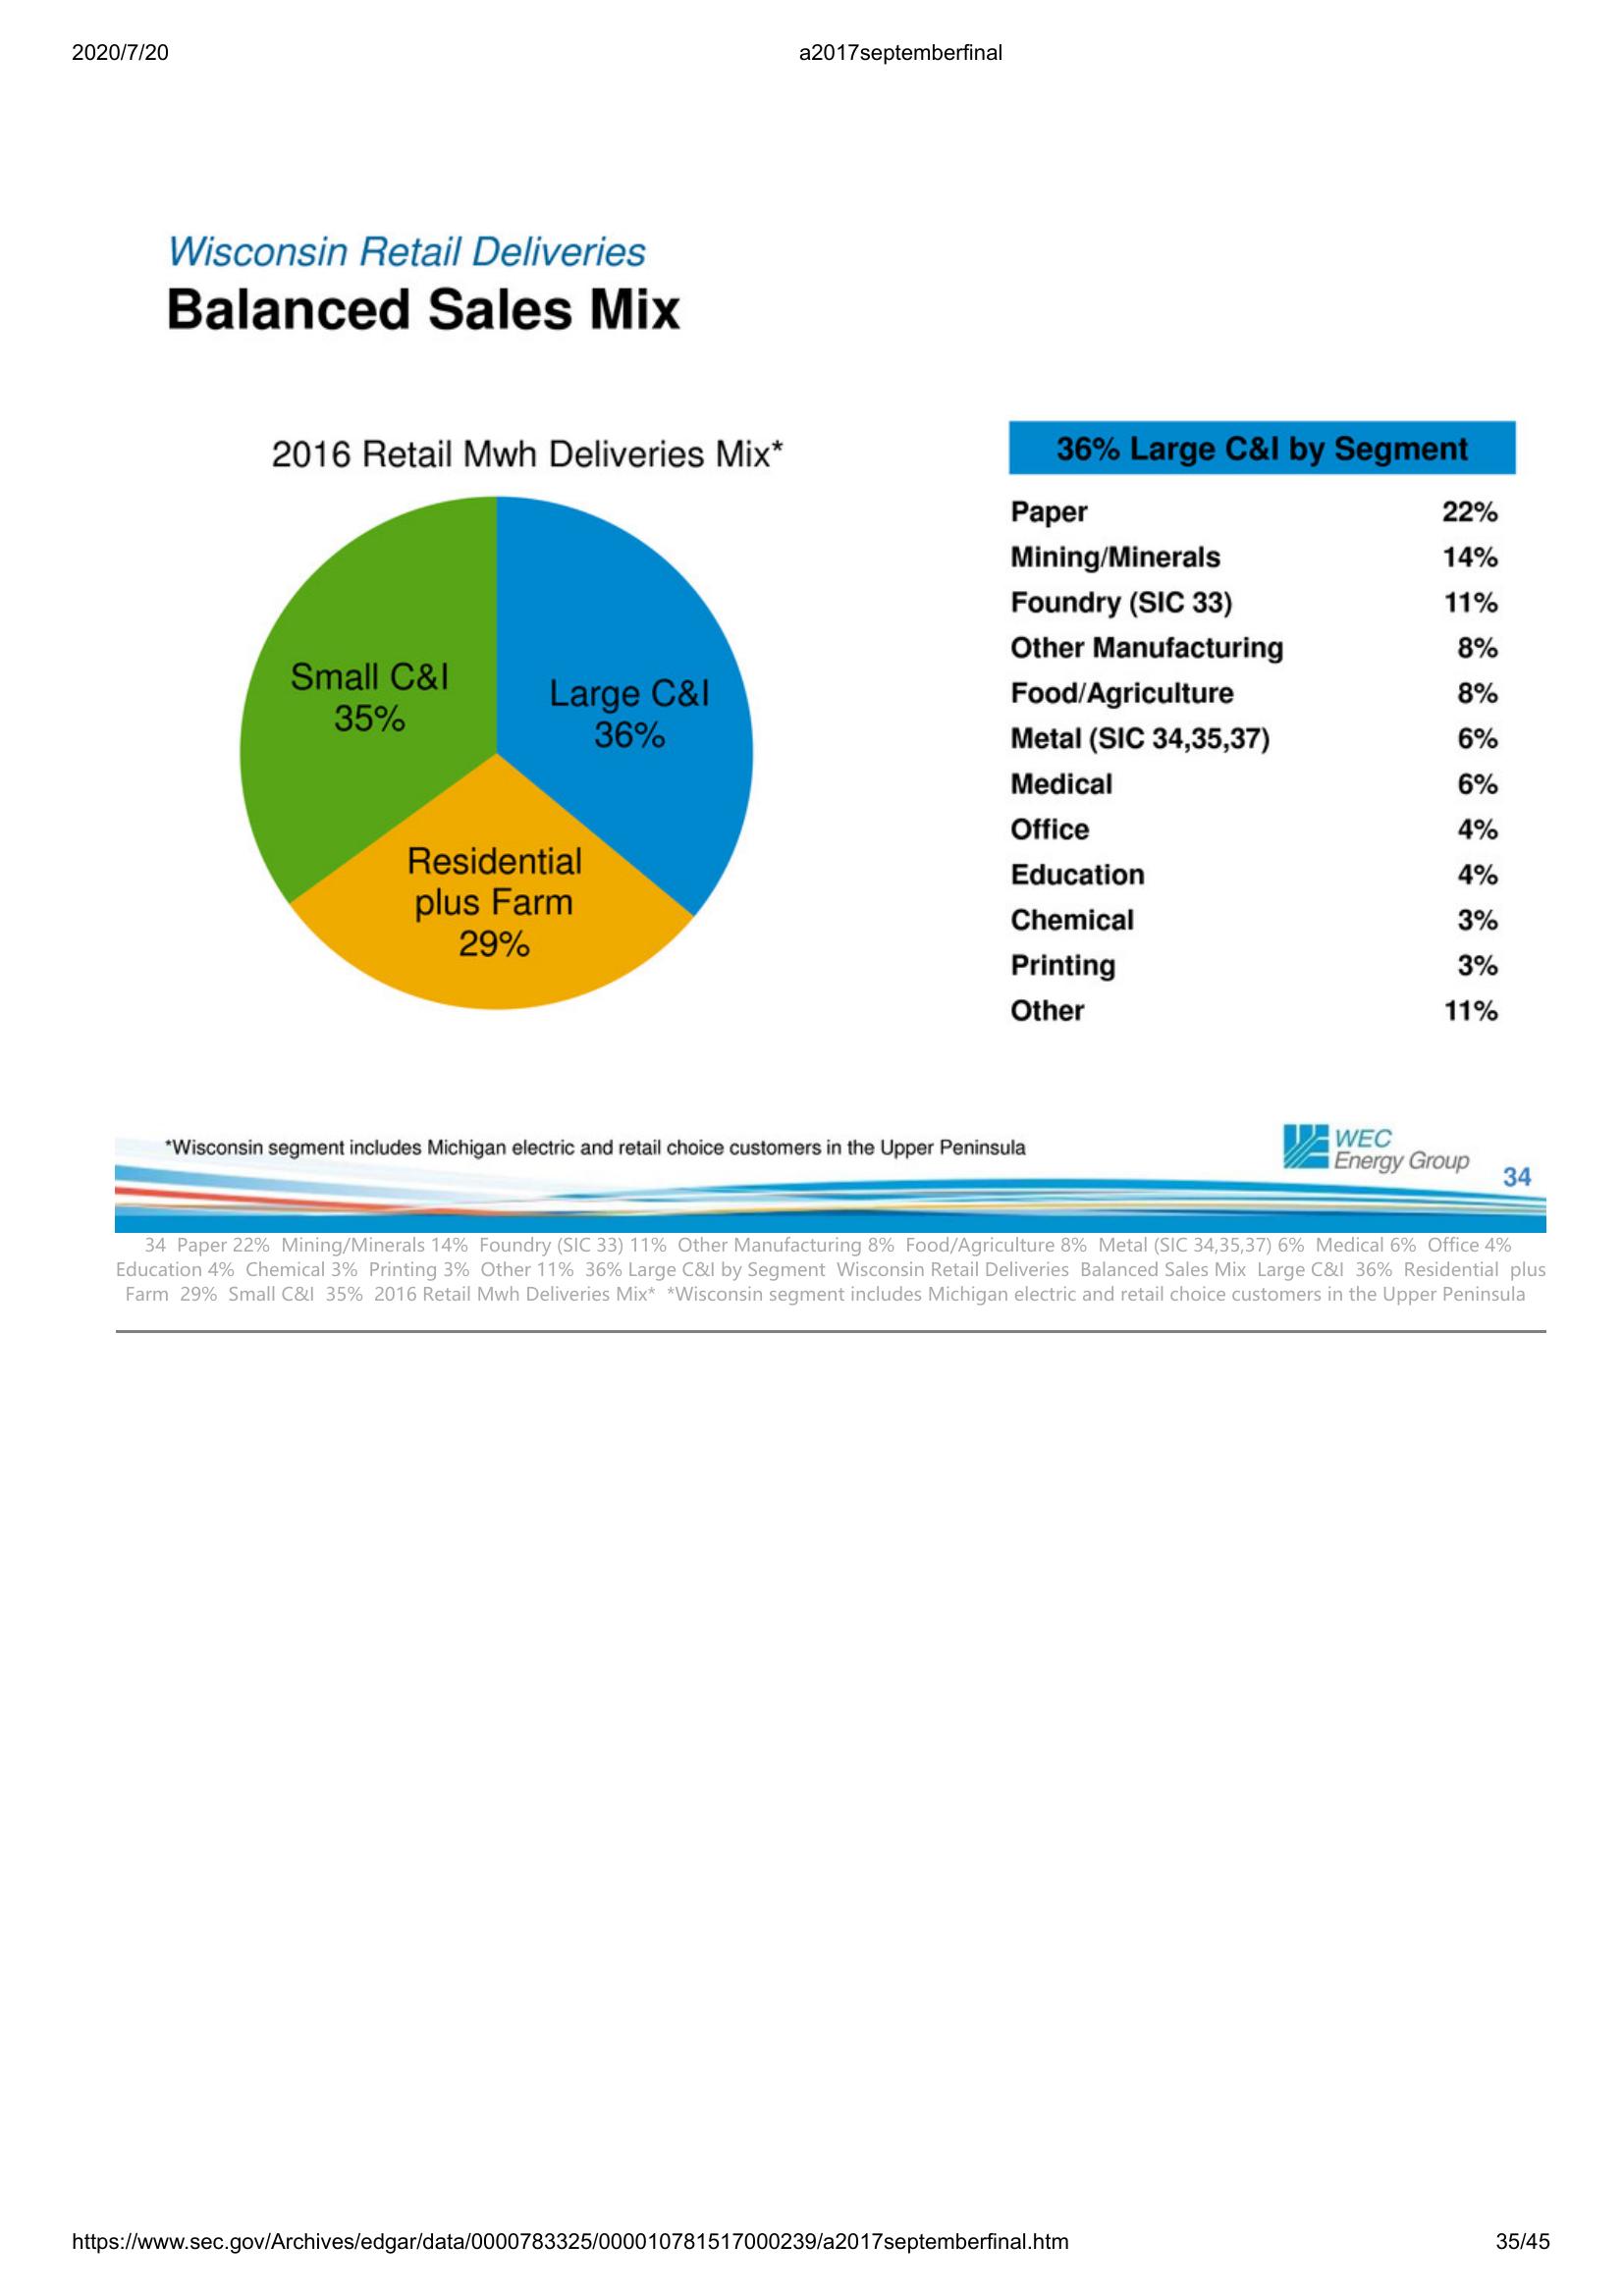 2020/7/20
a2017septemberfinal
Wisconsin Retail Deliveries
Balanced Sales Mix
2016 Retail Mwh Deliveries Mix*
Small C&I
35%
Large C&I
36%
Residential
plus Farm
29%
36% Large C&I by Segment
Paper 22%
Mining/Minerals 14%
Foundry (SIC 33) 11%
Other Manufacturing 8%
Food/Agriculture 8%
Metal (SIC 34,35,37) 6%
Medical 6%
Office 4%
Education 4%
Chemical 3%
Printing 3%
Other 11%
*Wisconsin segment includes Michigan electric and retail choice customers in the Upper Peninsula
WEC
Energy Group
34
34 Paper 22% Mining/Minerals 14% Foundry (SIC 33) 11% Other Manufacturing 8% Food/Agriculture 8% Metal (SIC 34,35,37) 6% Medical 6% Office 4%
Education 4% Chemical 3% Printing 3% Other 11% 36% Large C&I by Segment Wisconsin Retail Deliveries Balanced Sales Mix Large C&I 36% Residential plus
Farm 29% Small C&I 35% 2016 Retail Mwh Deliveries Mix* *Wisconsin segment includes Michigan electric and retail choice customers in the Upper Peninsula
https://www.sec.gov/Archives/edgar/data/0000783325/000010781517000239/a2017septemberfinal.htm
35/45